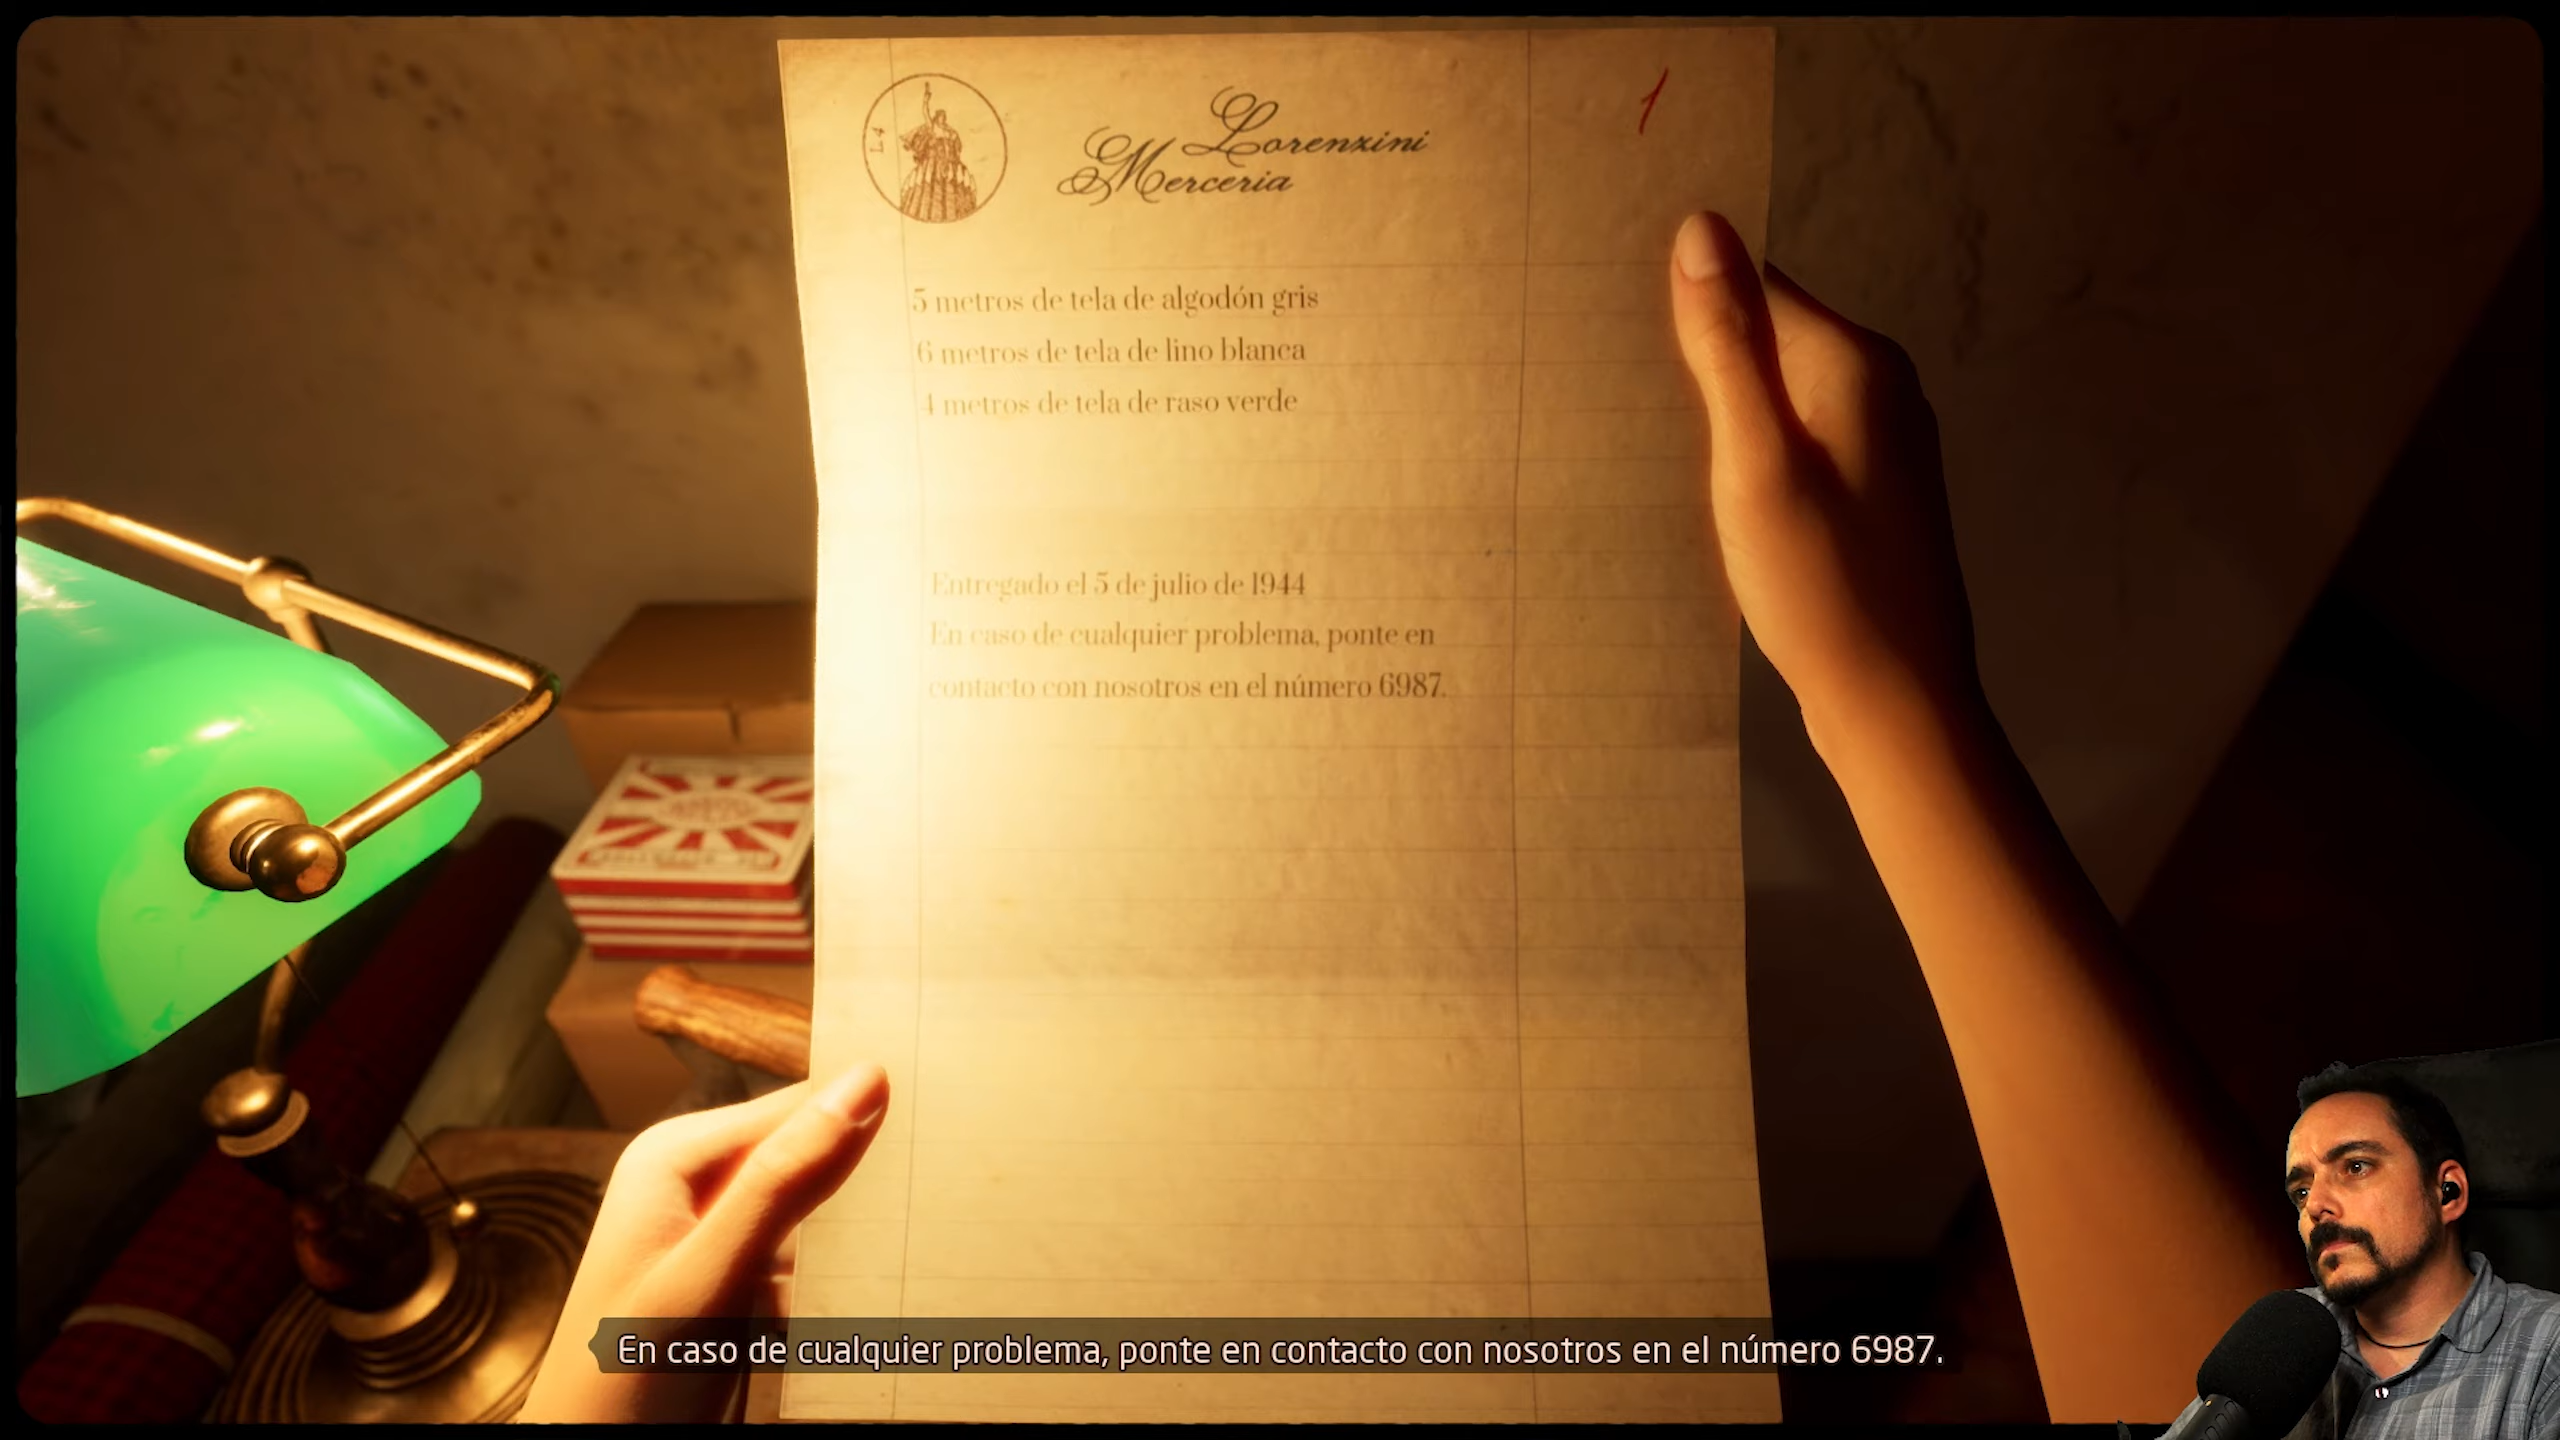 L4
Lorenzini
Merceria
1
5 metros de tela de algodón gris
6 metros de tela de lino blanca
4 metros de tela de raso verde
Entregado el 5 de julio de 1944
En caso de cualquier problema, ponte en
contacto con nosotros en el número 6987.
En caso de cualquier problema, ponte en contacto con nosotros en el número 6987.